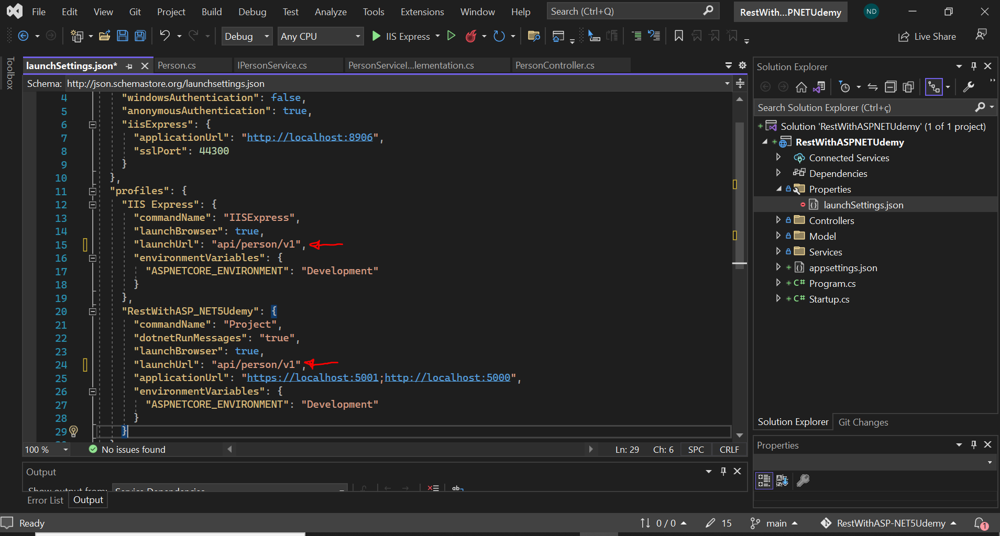 File Edit View Git Project Build Debug Test Analyze Tools Extensions Window Help Search (Ctrl+Q) RestWith...PNETUdemy ND
Debug Any CPU IIS Express Live Share
Toolbox
launchSettings.json* Person.cs IPersonService.cs PersonServiceI...lementation.cs PersonController.cs
Schema: http://json.schemastore.org/launchsettings.json
4 "windowsAuthentication": false,
5 "anonymousAuthentication": true,
6 "iisExpress": {
7 "applicationUrl": "http://localhost:8906",
8 "sslPort": 44300
9 }
10 },
11 "profiles": {
12 "IIS Express": {
13 "commandName": "IISExpress",
14 "launchBrowser": true,
15 "launchUrl": "api/person/v1",
16 "environmentVariables": {
17 "ASPNETCORE_ENVIRONMENT": "Development"
18 }
19 },
20 "RestWithASP_NET5Udemy": {
21 "commandName": "Project",
22 "dotnetRunMessages": "true",
23 "launchBrowser": true,
24 "launchUrl": "api/person/v1",
25 "applicationUrl": "https://localhost:5001;http://localhost:5000",
26 "environmentVariables": {
27 "ASPNETCORE_ENVIRONMENT": "Development"
28 }
29 }
100 % No issues found Ln: 29 Ch: 6 SPC CRLF
Output
Show output from: Service Dependencies
Error List Output
Solution Explorer
Search Solution Explorer (Ctrl+ç)
Solution 'RestWithASPNETUdemy' (1 of 1 project)
RestWithASPNETUdemy
Connected Services
Dependencies
Properties
launchSettings.json
Controllers
Model
Services
appsettings.json
C# Program.cs
C# Startup.cs
Solution Explorer Git Changes
Properties
Ready 0 / 0 15 main RestWithASP-NET5Udemy 1